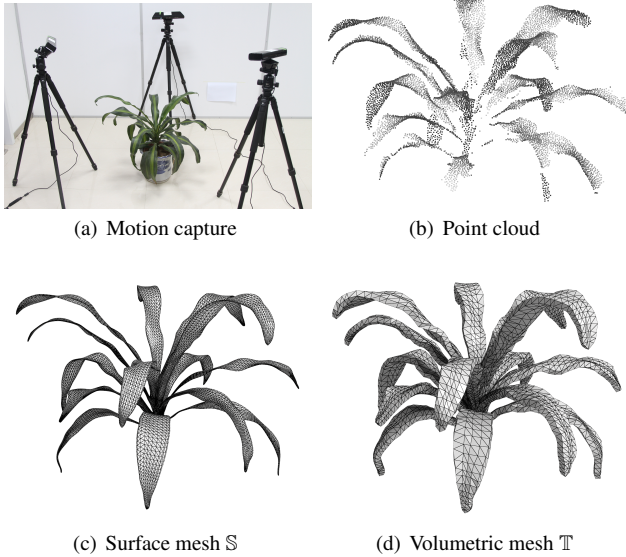 (a) Motion capture
(b) Point cloud
(c) Surface mesh 𝕊
(d) Volumetric mesh 𝕋